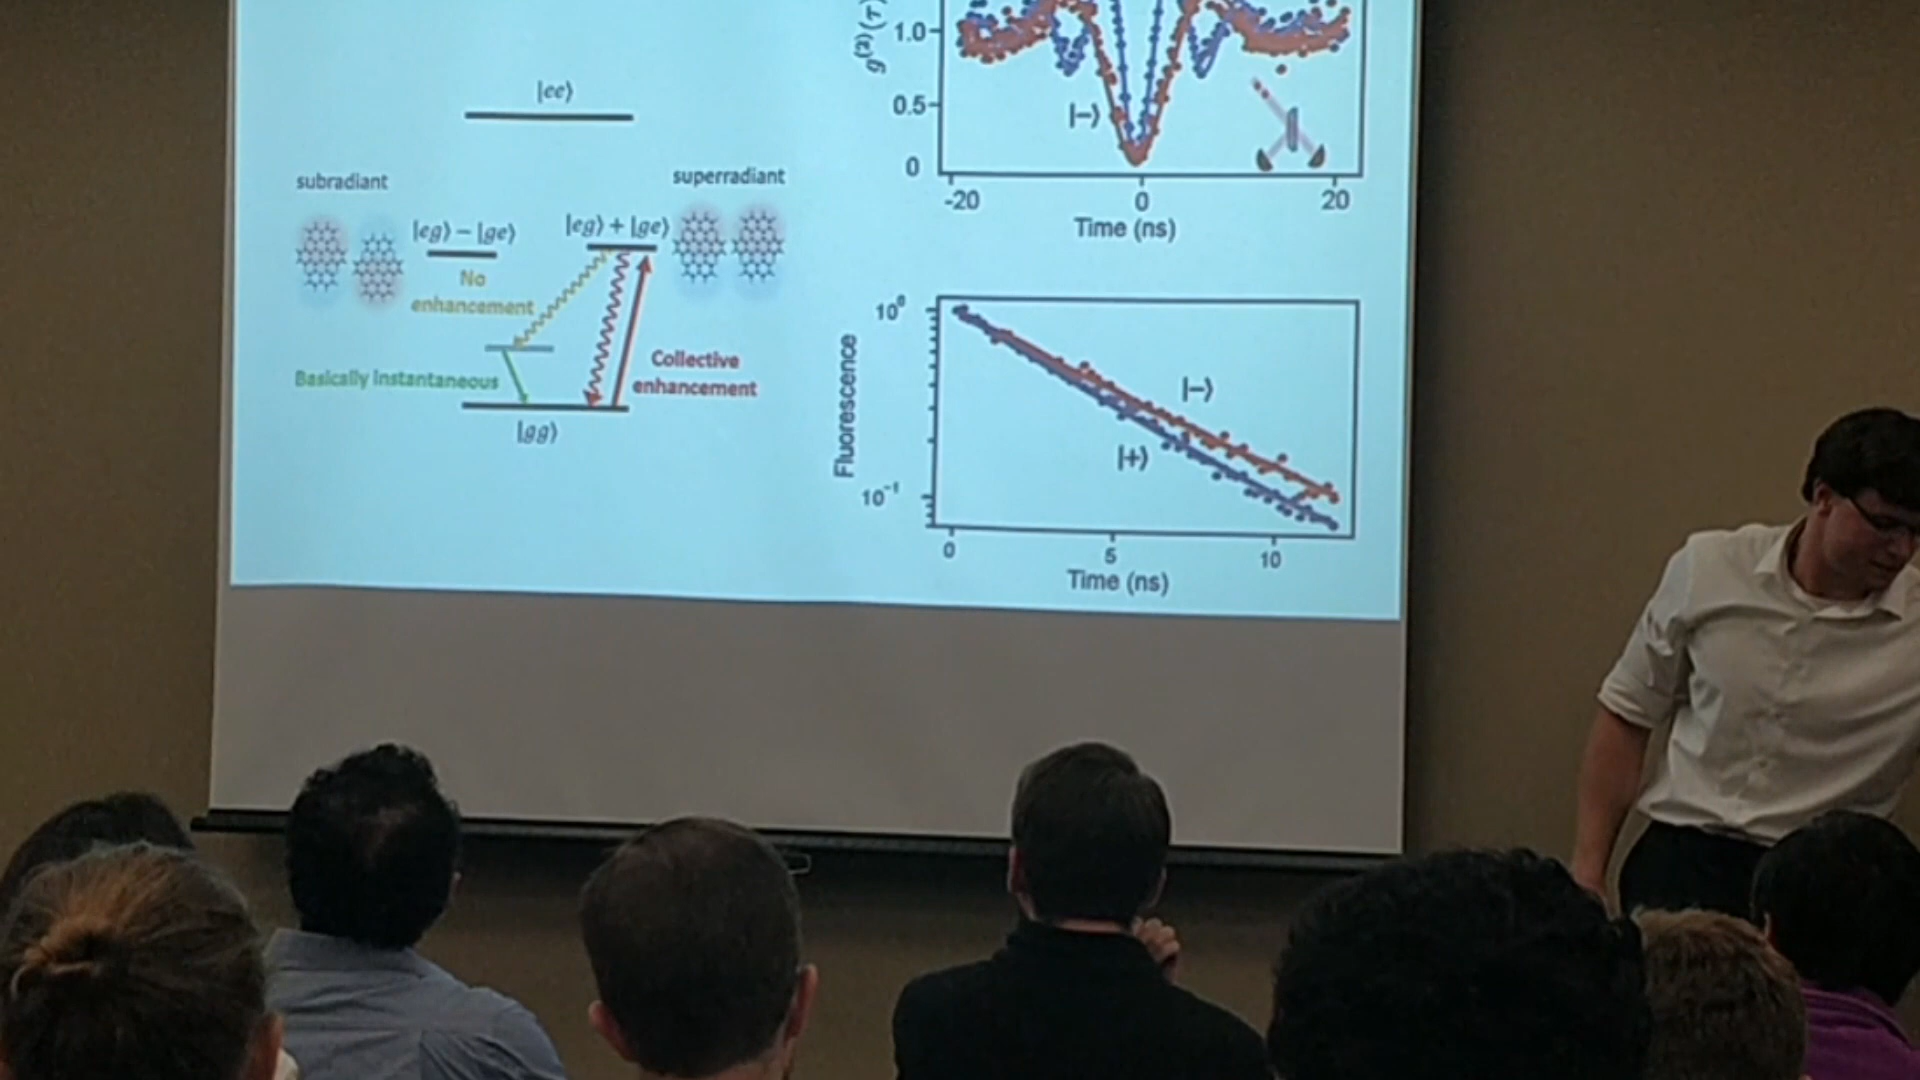 |ee⟩
subradiant
superradiant
|eg⟩ − |ge⟩
|eg⟩ + |ge⟩
No
enhancement
Basically instantaneous
Collective
enhancement
|gg⟩
g⁽²⁾(τ)
1.0
0.5
0
|−⟩
-20
0
20
Time (ns)
Fluorescence
10⁰
10⁻¹
|−⟩
|+⟩
0
5
10
Time (ns)